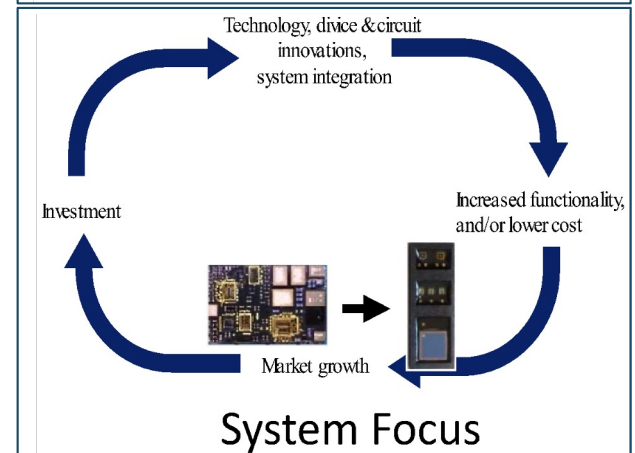 Technology, divice & circuit
innovations,
system integration
Increased functionality,
and/or lower cost
Investment
Market growth
System Focus